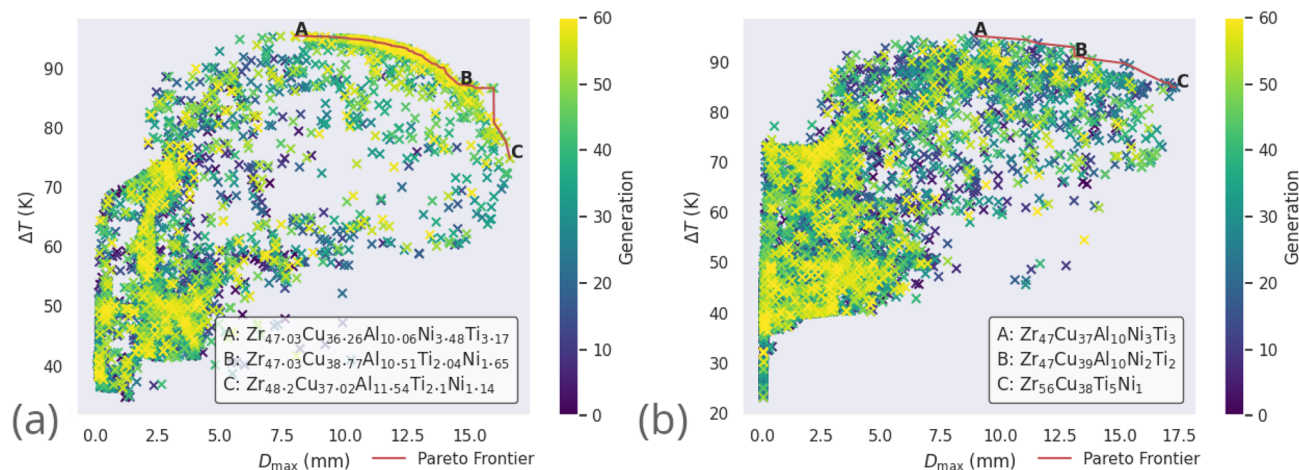 A
B
C
90
80
70
60
50
40
ΔT (K)
0.0 2.5 5.0 7.5 10.0 12.5 15.0
D_max (mm)
Pareto Frontier
A: Zr₄₇.₀₃Cu₃₆.₂₆Al₁₀.₀₆Ni₃.₄₈Ti₃.₁₇
B: Zr₄₇.₀₃Cu₃₈.₇₇Al₁₀.₅₁Ti₂.₀₄Ni₁.₆₅
C: Zr₄₈.₂Cu₃₇.₀₂Al₁₁.₅₄Ti₂.₁Ni₁.₁₄
60
50
40
30
20
10
0
Generation
(a)
A
B
C
90
80
70
60
50
40
30
20
ΔT (K)
0.0 2.5 5.0 7.5 10.0 12.5 15.0 17.5
D_max (mm)
Pareto Frontier
A: Zr₄₇Cu₃₇Al₁₀Ni₃Ti₃
B: Zr₄₇Cu₃₉Al₁₀Ni₂Ti₂
C: Zr₅₆Cu₃₈Ti₅Ni₁
60
50
40
30
20
10
0
Generation
(b)